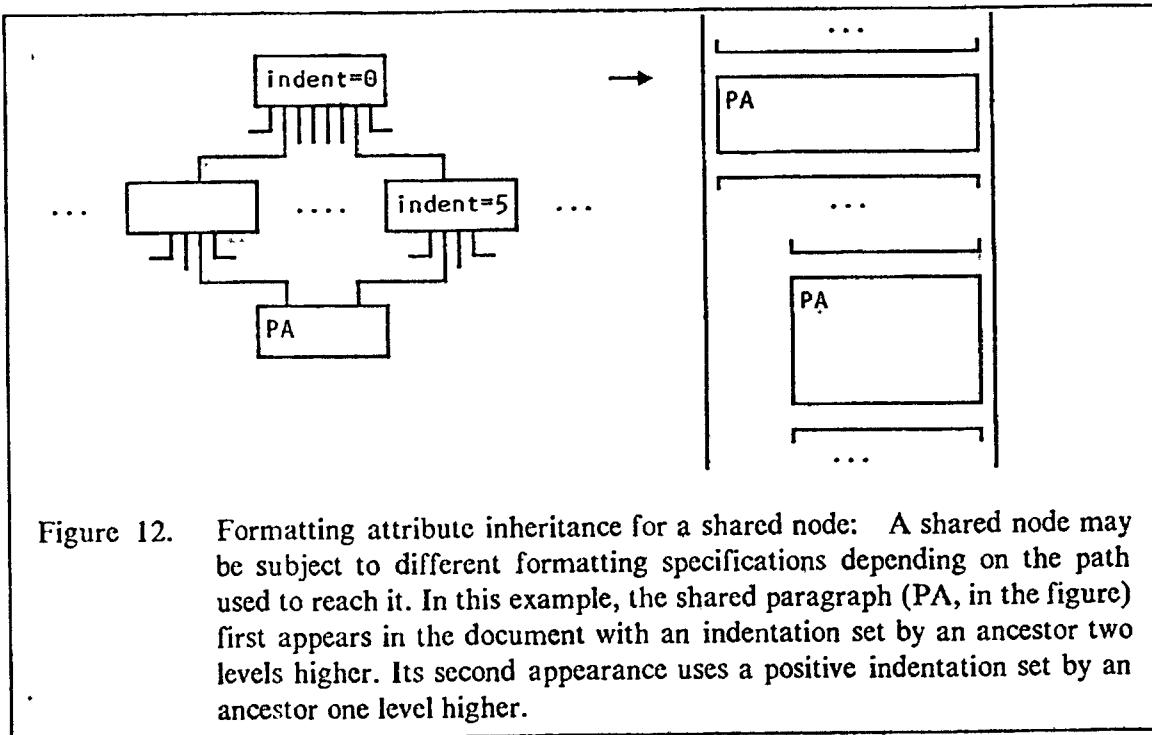 ...
indent=0
PA
... .... indent=5 ...
...
PA
PA
...
Figure 12. Formatting attribute inheritance for a shared node: A shared node may
be subject to different formatting specifications depending on the path
used to reach it. In this example, the shared paragraph (PA, in the figure)
first appears in the document with an indentation set by an ancestor two
levels higher. Its second appearance uses a positive indentation set by an
ancestor one level higher.